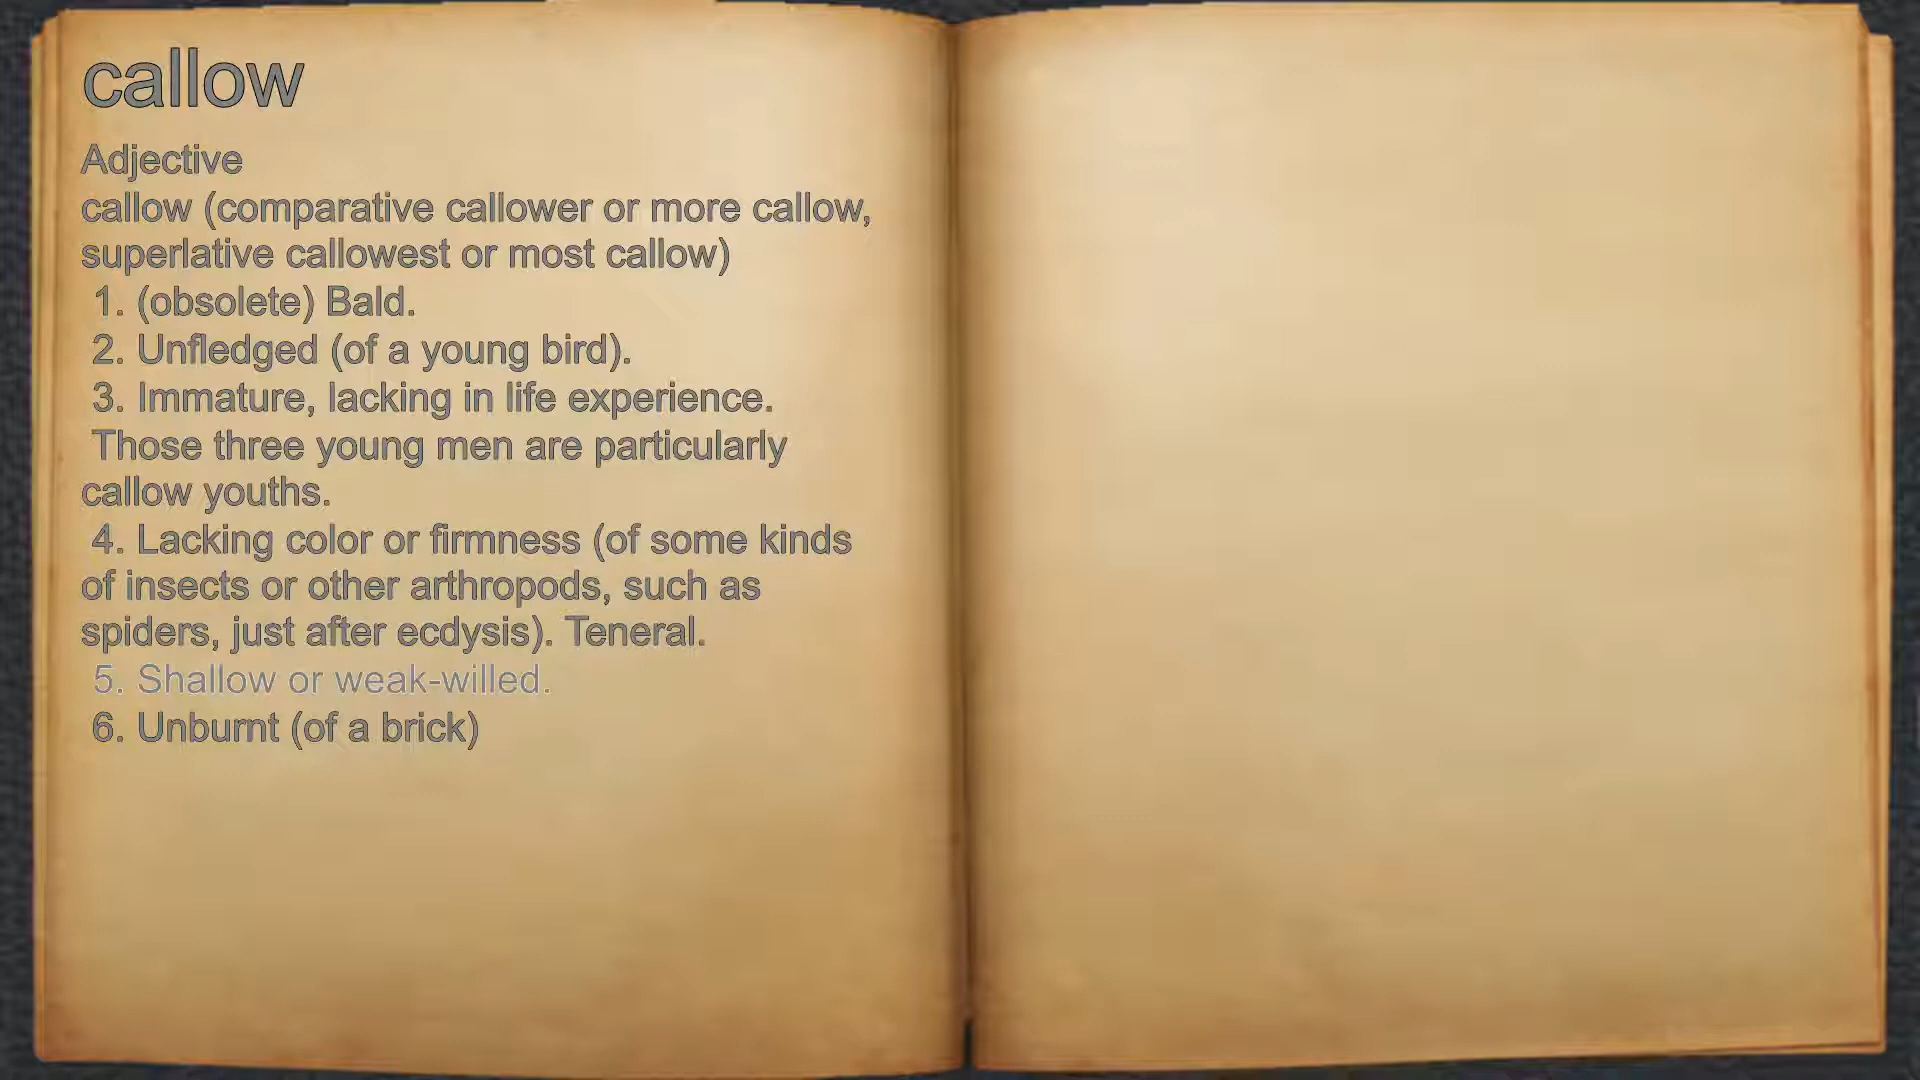 callow
Adjective
callow (comparative callower or more callow,
superlative callowest or most callow)
1. (obsolete) Bald.
2. Unfledged (of a young bird).
3. Immature, lacking in life experience.
Those three young men are particularly
callow youths.
4. Lacking color or firmness (of some kinds
of insects or other arthropods, such as
spiders, just after ecdysis). Teneral.
5. Shallow or weak-willed.
6. Unburnt (of a brick)